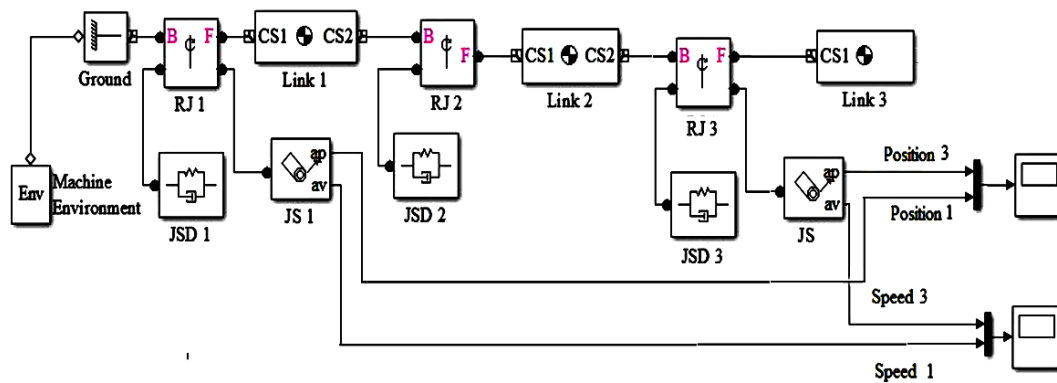 B F
CS1 CS2
B
F
CS1 CS2
B F
CS1
Ground
RJ 1
Link 1
RJ 2
Link 2
RJ 3
Link 3
Env
Machine
Environment
JSD 1
ap
av
JS 1
JSD 2
JSD 3
ap
av
JS
Position 3
Position 1
Speed 3
Speed 1